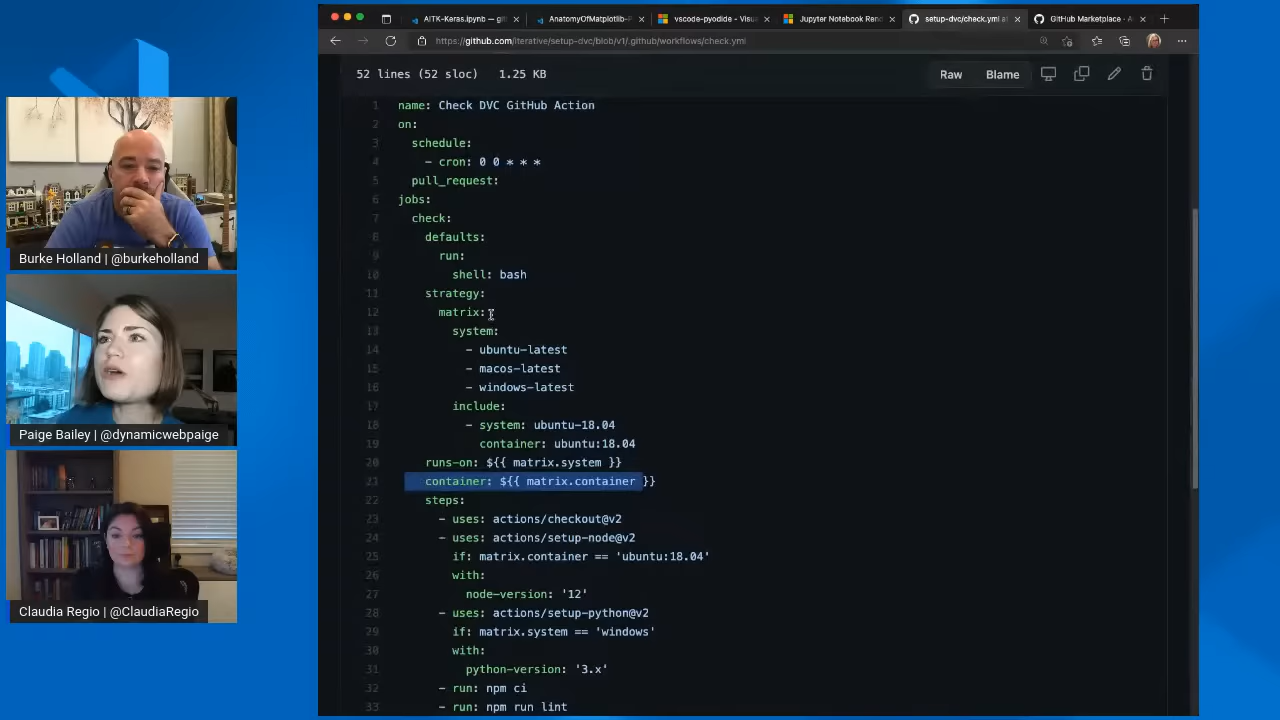 AITK-Keras.ipynb — git
AnatomyOfMatplotlib-P
vscode-pyodide - Visua
Jupyter Notebook Rend
setup-dvc/check.yml at
GitHub Marketplace · A
https://github.com/iterative/setup-dvc/blob/v1/.github/workflows/check.yml
52 lines (52 sloc) 1.25 KB
Raw Blame
1 name: Check DVC GitHub Action
2 on:
3 schedule:
4 - cron: 0 0 * * *
5 pull_request:
6 jobs:
7 check:
8 defaults:
9 run:
10 shell: bash
11 strategy:
12 matrix:
13 system:
14 - ubuntu-latest
15 - macos-latest
16 - windows-latest
17 include:
18 - system: ubuntu-18.04
19 container: ubuntu:18.04
20 runs-on: ${{ matrix.system }}
21 container: ${{ matrix.container }}
22 steps:
23 - uses: actions/checkout@v2
24 - uses: actions/setup-node@v2
25 if: matrix.container == 'ubuntu:18.04'
26 with:
27 node-version: '12'
28 - uses: actions/setup-python@v2
29 if: matrix.system == 'windows'
30 with:
31 python-version: '3.x'
32 - run: npm ci
33 - run: npm run lint
Burke Holland | @burkeholland
Paige Bailey | @dynamicwebpaige
Claudia Regio | @ClaudiaRegio